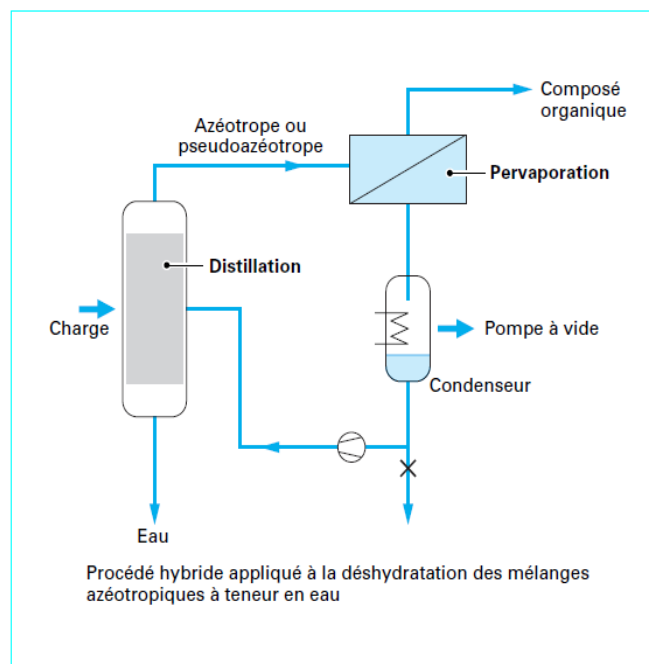 Composé
organique
Azéotrope ou
pseudoazéotrope
Pervaporation
Distillation
Charge
Pompe à vide
Condenseur
Eau
Procédé hybride appliqué à la déshydratation des mélanges
azéotropiques à teneur en eau